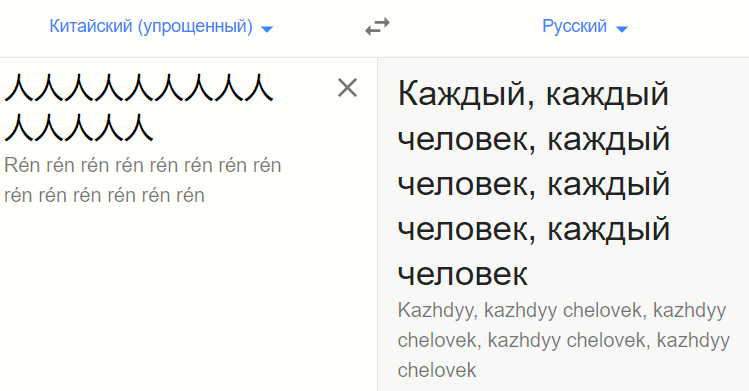 Китайский (упрощенный)
Русский
人人人人人人人人人
人人人人人
Rén rén rén rén rén rén rén rén
rén rén rén rén rén rén
Каждый, каждый
человек, каждый
человек, каждый
человек, каждый
человек
Kazhdyy, kazhdyy chelovek, kazhdyy
chelovek, kazhdyy chelovek, kazhdyy
chelovek